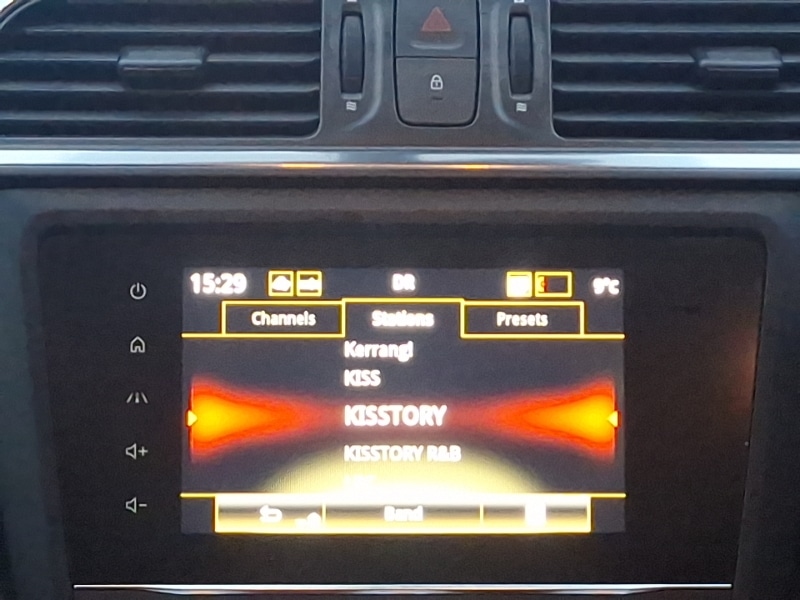 15:29 DR 9°C
Channels Stations Presets
Kerrang!
KISS
KISSTORY
KISSTORY R&B
Band